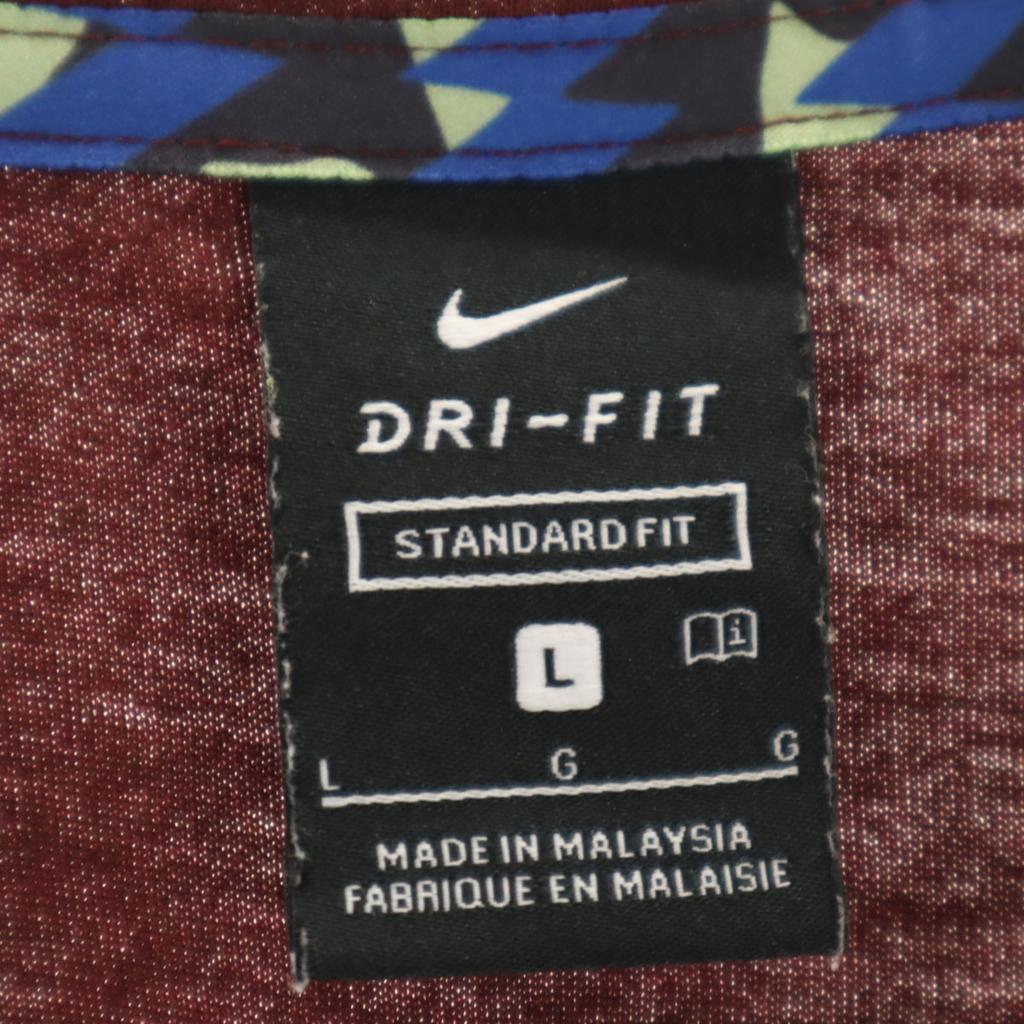 DRI-FIT
STANDARD FIT
L
i
L G G
MADE IN MALAYSIA
FABRIQUE EN MALAISIE